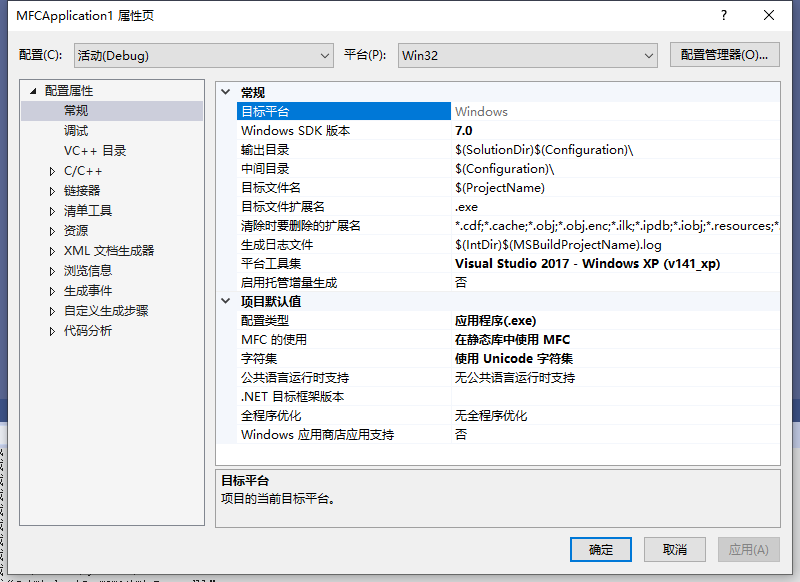 MFCApplication1 属性页
配置(C): 活动(Debug) 平台(P): Win32 配置管理器(O)...
配置属性
常规
调试
VC++ 目录
C/C++
链接器
清单工具
资源
XML 文档生成器
浏览信息
生成事件
自定义生成步骤
代码分析
常规
目标平台 Windows
Windows SDK 版本 7.0
输出目录 $(SolutionDir)$(Configuration)\
中间目录 $(Configuration)\
目标文件名 $(ProjectName)
目标文件扩展名 .exe
清除时要删除的扩展名 *.cdf;*.cache;*.obj;*.obj.enc;*.ilk;*.ipdb;*.iobj;*.resources;*
生成日志文件 $(IntDir)$(MSBuildProjectName).log
平台工具集 Visual Studio 2017 - Windows XP (v141_xp)
启用托管增量生成 否
项目默认值
配置类型 应用程序(.exe)
MFC 的使用 在静态库中使用 MFC
字符集 使用 Unicode 字符集
公共语言运行时支持 无公共语言运行时支持
.NET 目标框架版本
全程序优化 无全程序优化
Windows 应用商店应用支持 否
目标平台
项目的当前目标平台。
确定 取消 应用(A)